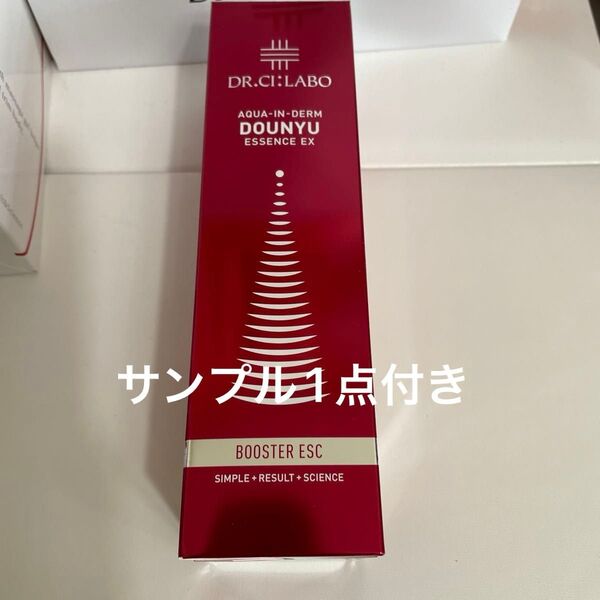 DR.CI:LABO
AQUA-IN-DERM
DOUNYU
ESSENCE EX
サンプル1点付き
BOOSTER ESC
SIMPLE+RESULT+SCIENCE